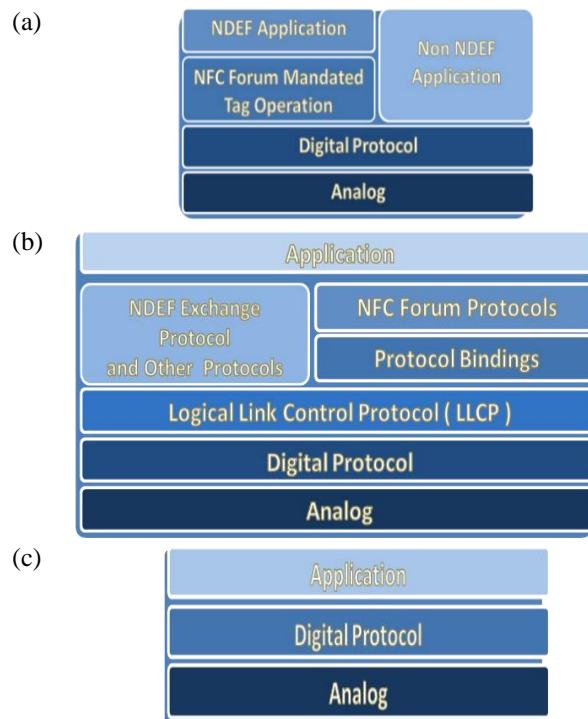 (a)
NDEF Application
NFC Forum Mandated
Tag Operation
Non NDEF
Application
Digital Protocol
Analog
(b)
Application
NDEF Exchange
Protocol
and Other Protocols
NFC Forum Protocols
Protocol Bindings
Logical Link Control Protocol ( LLCP )
Digital Protocol
Analog
(c)
Application
Digital Protocol
Analog